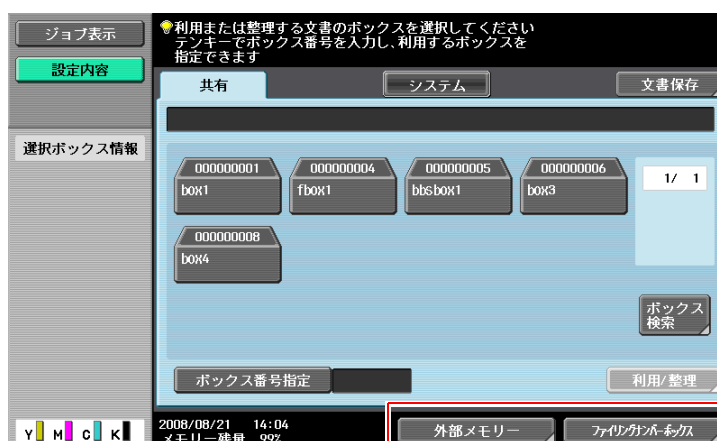 ジョブ表示
設定内容
選択ボックス情報
利用または整理する文書のボックスを選択してください
テンキーでボックス番号を入力し、利用するボックスを
指定できます
共有
システム
文書保存
000000001
box1
000000004
fbox1
000000005
bbsbox1
000000006
box3
1/ 1
000000008
box4
ボックス
検索
ボックス番号指定
利用/整理
Y M C K
2008/08/21 14:04
メモリー残量 99%
外部メモリー
ファイリングナンバーボックス